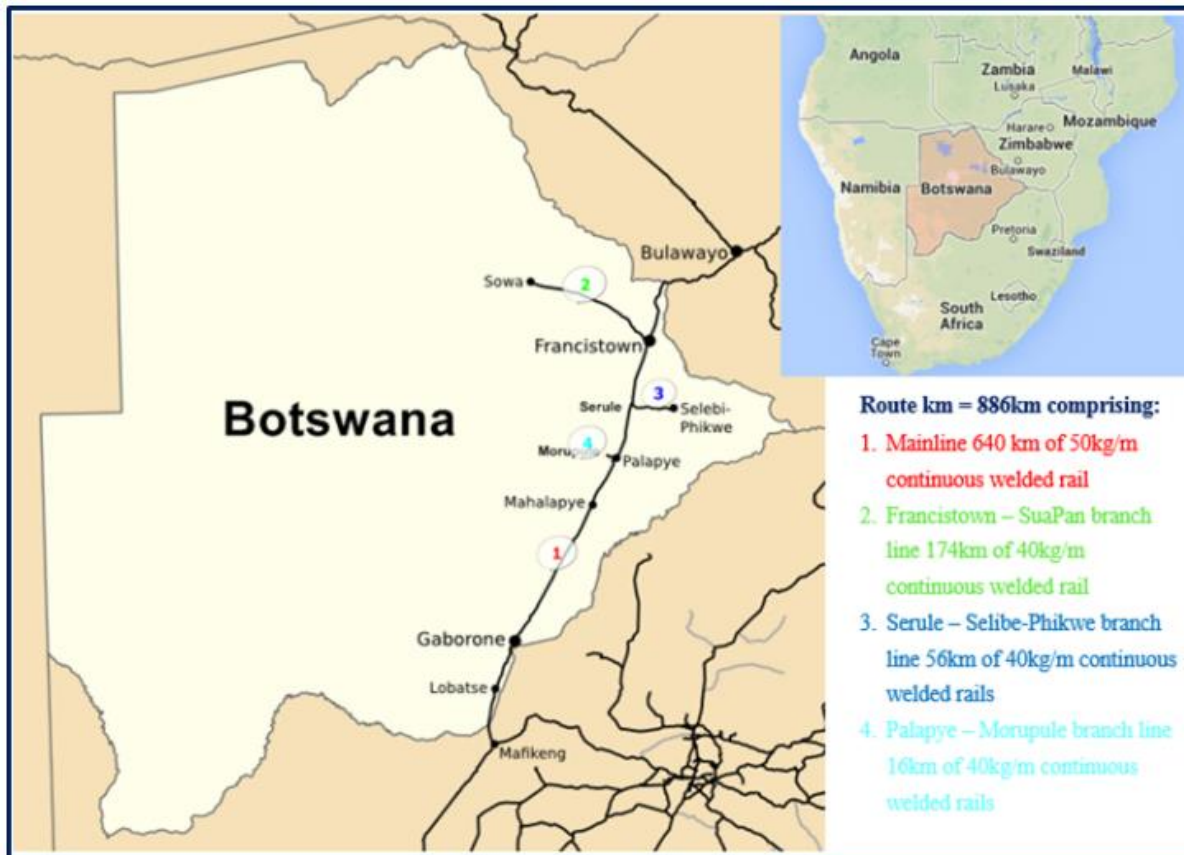 Angola
Zambia
Lusaka
Malawi
Mozambique
Harare
Zimbabwe
Bulawayo
Namibia
Botswana
Pretoria
Swaziland
Lesotho
South
Africa
Cape
Town
Bulawayo
Sowa
2
Francistown
3
Serule
Selebi-
Phikwe
Botswana
4
Palapye
Mahalapye
1
Gaborone
Lobatse
Mafikeng
Route km = 886km comprising:
1. Mainline 640 km of 50kg/m
continuous welded rail
2. Francistown – SuaPan branch
line 174km of 40kg/m
continuous welded rail
3. Serule – Selibe-Phikwe branch
line 56km of 40kg/m continuous
welded rails
4. Palapye – Morupule branch line
16km of 40kg/m continuous
welded rails